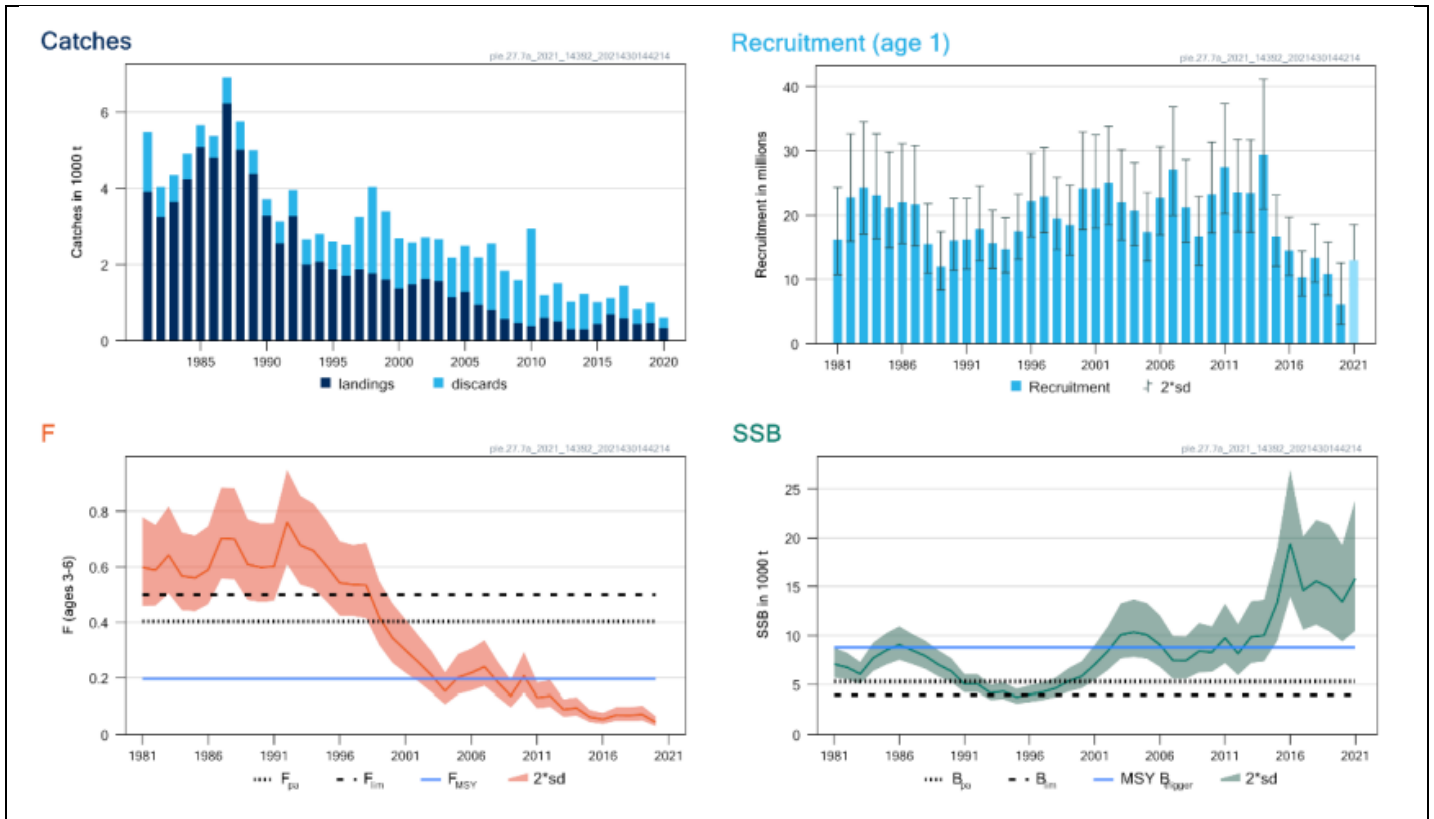 Catches
ple.27.7a_2021_14392_2021430144214
Catches in 1000 t
6
4
2
0
1985 1990 1995 2000 2005 2010 2015 2020
landings discards
Recruitment (age 1)
ple.27.7a_2021_14392_2021430144214
Recruitment in millions
40
30
20
10
0
1981 1986 1991 1996 2001 2006 2011 2016 2021
Recruitment 2*sd
F
ple.27.7a_2021_14392_2021430144214
F (ages 3-6)
0.8
0.6
0.4
0.2
0
1981 1986 1991 1996 2001 2006 2011 2016 2021
Fpa Flim FMSY 2*sd
SSB
ple.27.7a_2021_14392_2021430144214
SSB in 1000 t
25
20
15
10
5
0
1981 1986 1991 1996 2001 2006 2011 2016 2021
Bpa Blim MSY Btrigger 2*sd